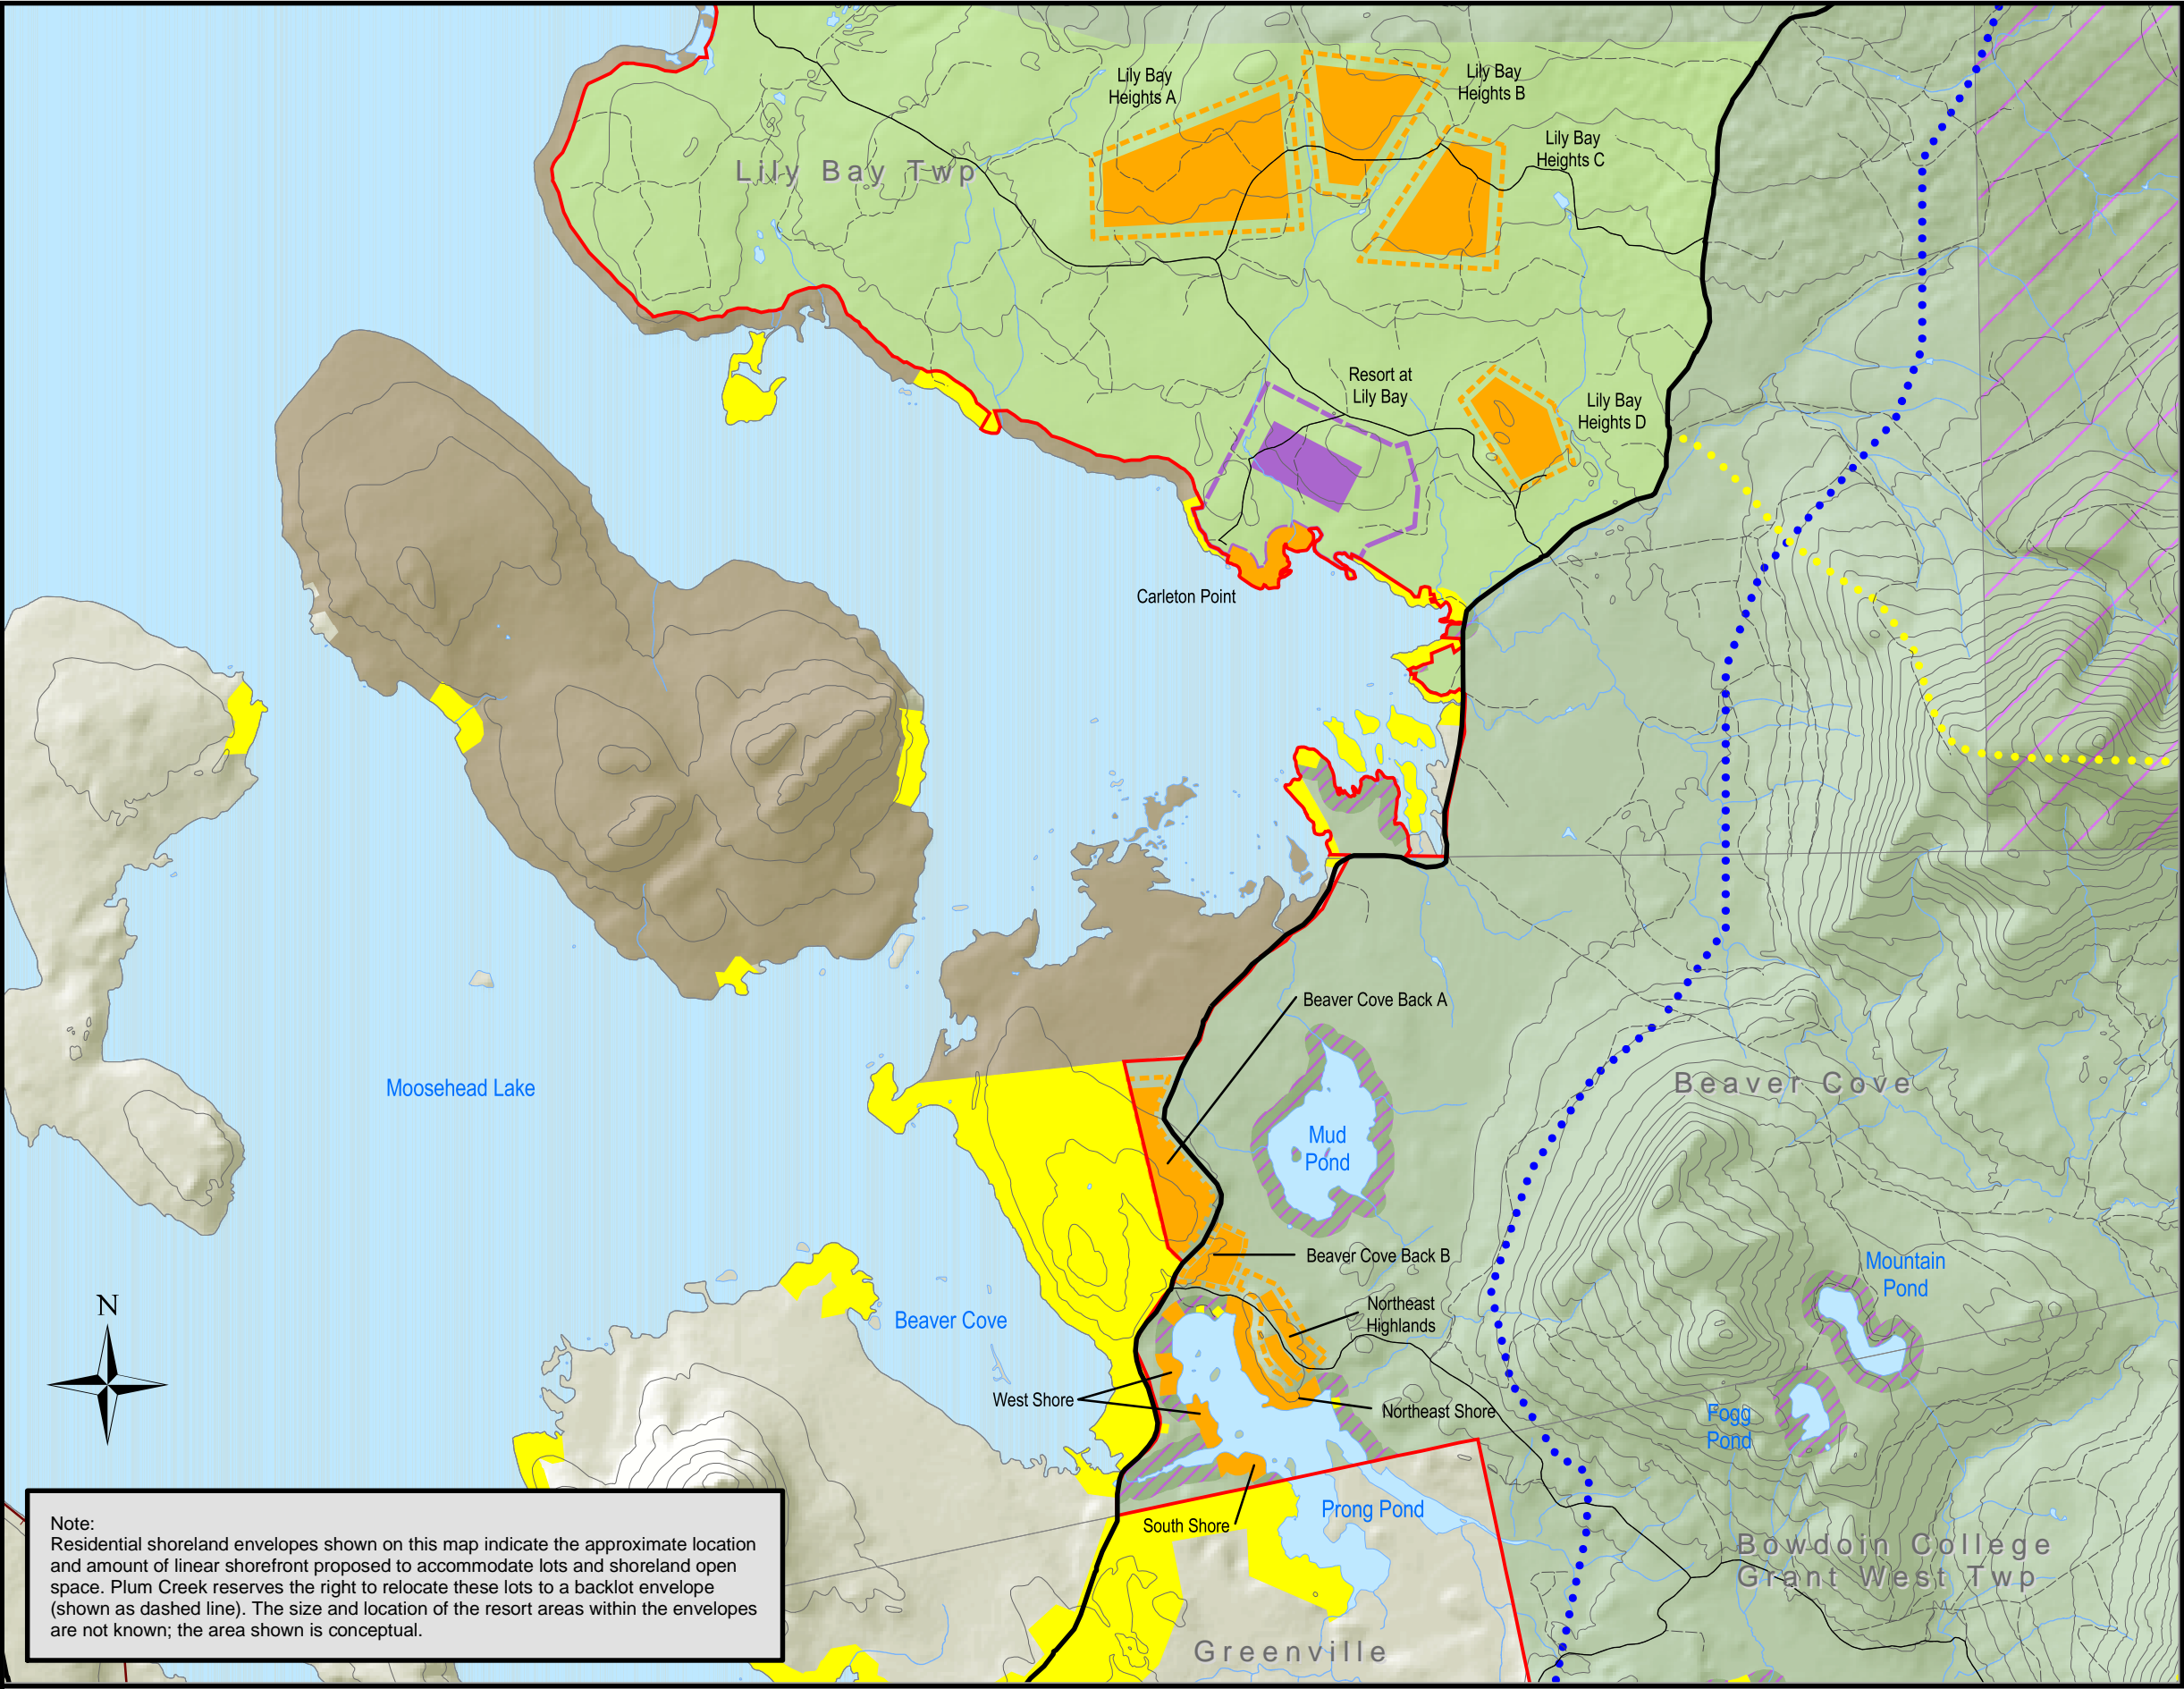 Lily Bay
Heights A
Lily Bay
Heights B
Lily Bay
Heights C
Lily Bay Twp
Resort at
Lily Bay
Lily Bay
Heights D
Carleton Point
Beaver Cove Back A
Moosehead Lake
Beaver Cove
Mud
Pond
Beaver Cove Back B
Mountain
Pond
N
Beaver Cove
Northeast
Highlands
West Shore
Northeast Shore
Fogg
Pond
Prong Pond
South Shore
Note:
Residential shoreland envelopes shown on this map indicate the approximate location
and amount of linear shorefront proposed to accommodate lots and shoreland open
space. Plum Creek reserves the right to relocate these lots to a backlot envelope
(shown as dashed line). The size and location of the resort areas within the envelopes
are not known; the area shown is conceptual.
Bowdoin College
Grant West Twp
Greenville